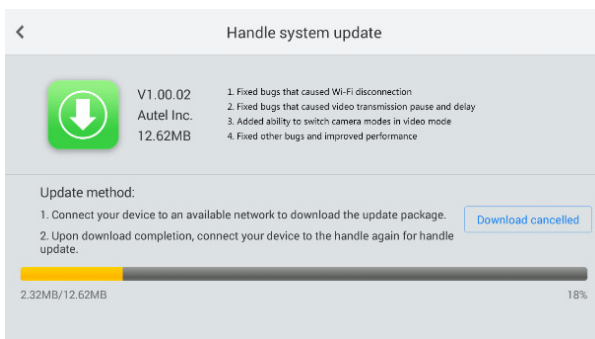 Handle system update
V1.00.02
Autel Inc.
12.62MB
1. Fixed bugs that caused Wi-Fi disconnection
2. Fixed bugs that caused video transmission pause and delay
3. Added ability to switch camera modes in video mode
4. Fixed other bugs and improved performance
Update method:
1. Connect your device to an available network to download the update package.
2. Upon download completion, connect your device to the handle again for handle
update.
Download cancelled
2.32MB/12.62MB
18%